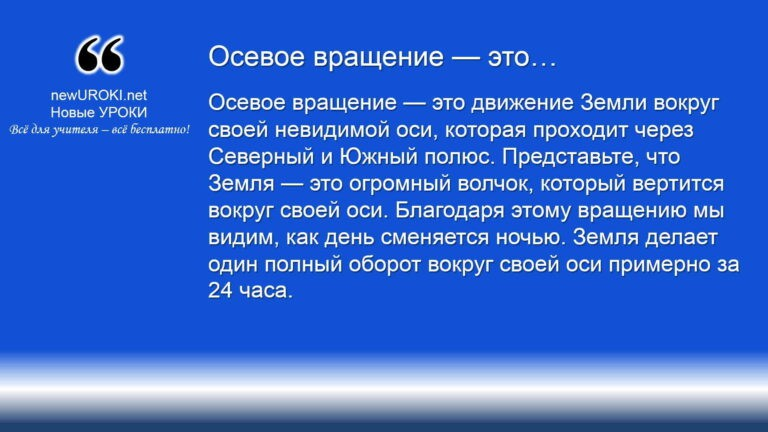 newUROKI.net
Новые УРОКИ
Всё для учителя – всё бесплатно!
Осевое вращение — это…
Осевое вращение — это движение Земли вокруг
своей невидимой оси, которая проходит через
Северный и Южный полюс. Представьте, что
Земля — это огромный волчок, который вертится
вокруг своей оси. Благодаря этому вращению мы
видим, как день сменяется ночью. Земля делает
один полный оборот вокруг своей оси примерно за
24 часа.